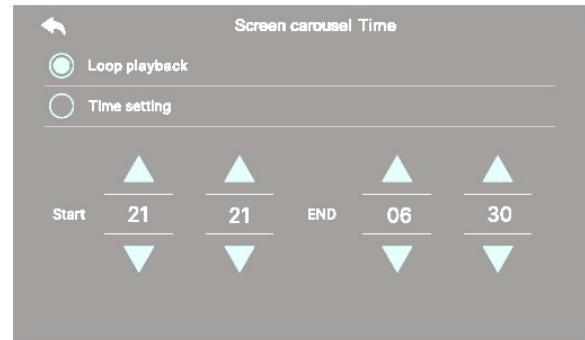 Screen carousel Time
Loop playback
Time setting
Start 21 21 END 06 30